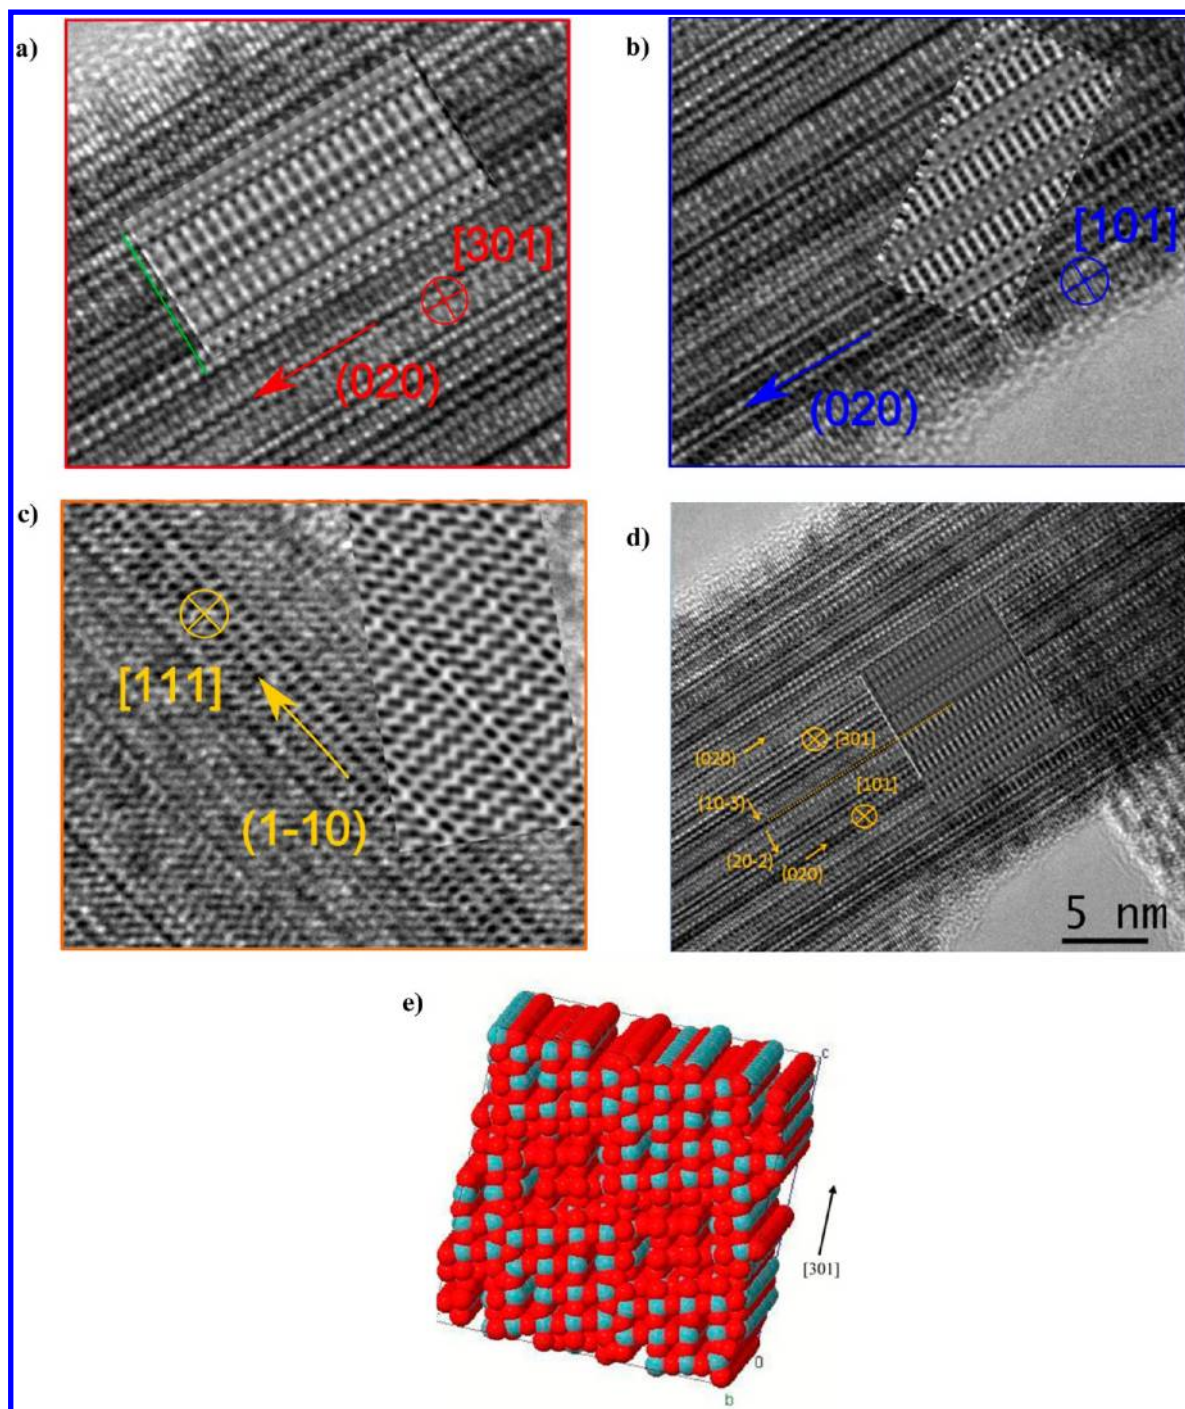 a)
[301]
(020)
b)
[101]
(020)
c)
[111]
(1-10)
d)
(020)
[301]
[101]
(10-3)
(20-2)
(020)
5 nm
e)
c
[301]
0
b